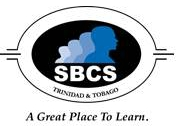 SBCS
TRINIDAD & TOBAGO
A Great Place To Learn.